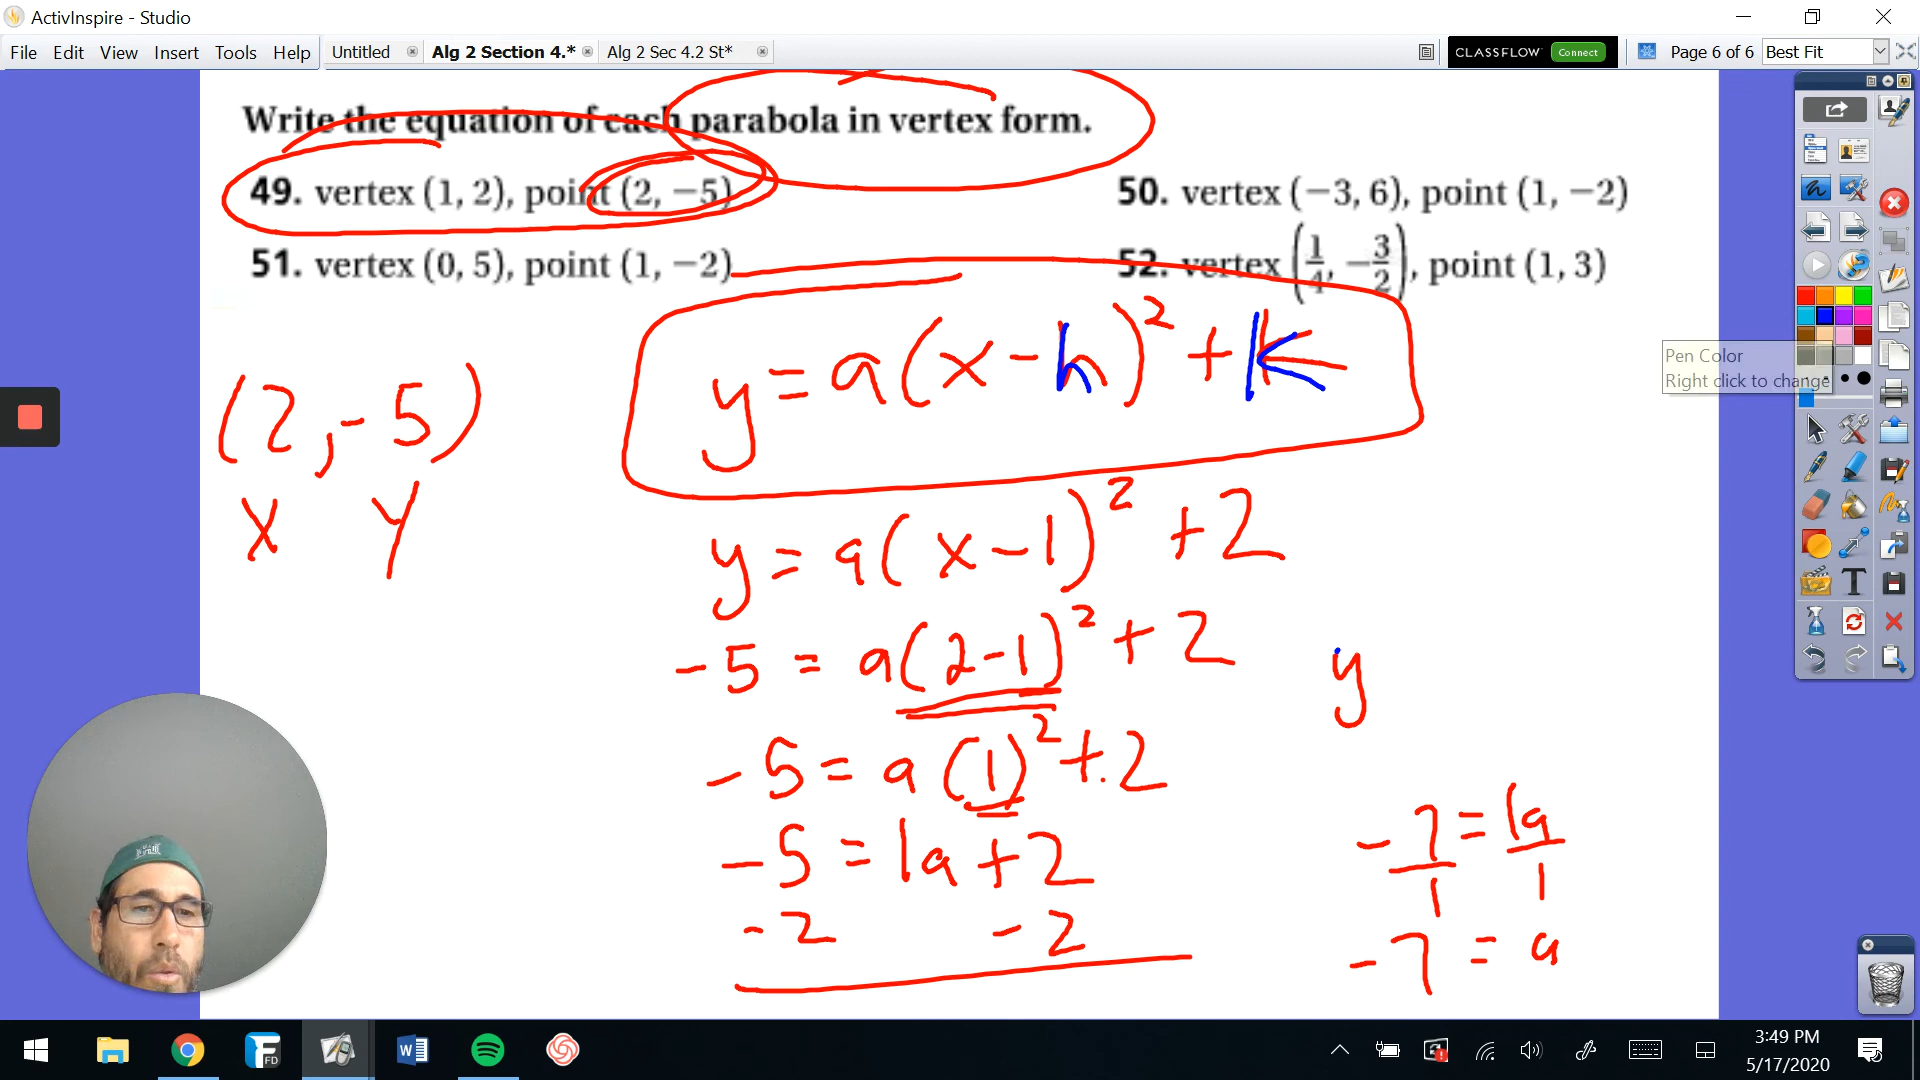 ActivInspire - Studio
File Edit View Insert Tools Help
Untitled
Alg 2 Section 4.*
Alg 2 Sec 4.2 St*
CLASSFLOW Connect
Page 6 of 6
Best Fit
Write the equation of each parabola in vertex form.
49. vertex (1, 2), point (2, −5)
50. vertex (−3, 6), point (1, −2)
51. vertex (0, 5), point (1, −2)
52. vertex (1/4, −3/2), point (1, 3)
Pen Color
Right click to change
y = a(x - h)² + k
(2, -5)
x y
y = a(x - 1)² + 2
-5 = a(2-1)² + 2
y
-5 = a(1)² + 2
-5 = 1a + 2
-2 -2
-7 = 1a
1 1
-7 = a
T
FD
W
3:49 PM
5/17/2020